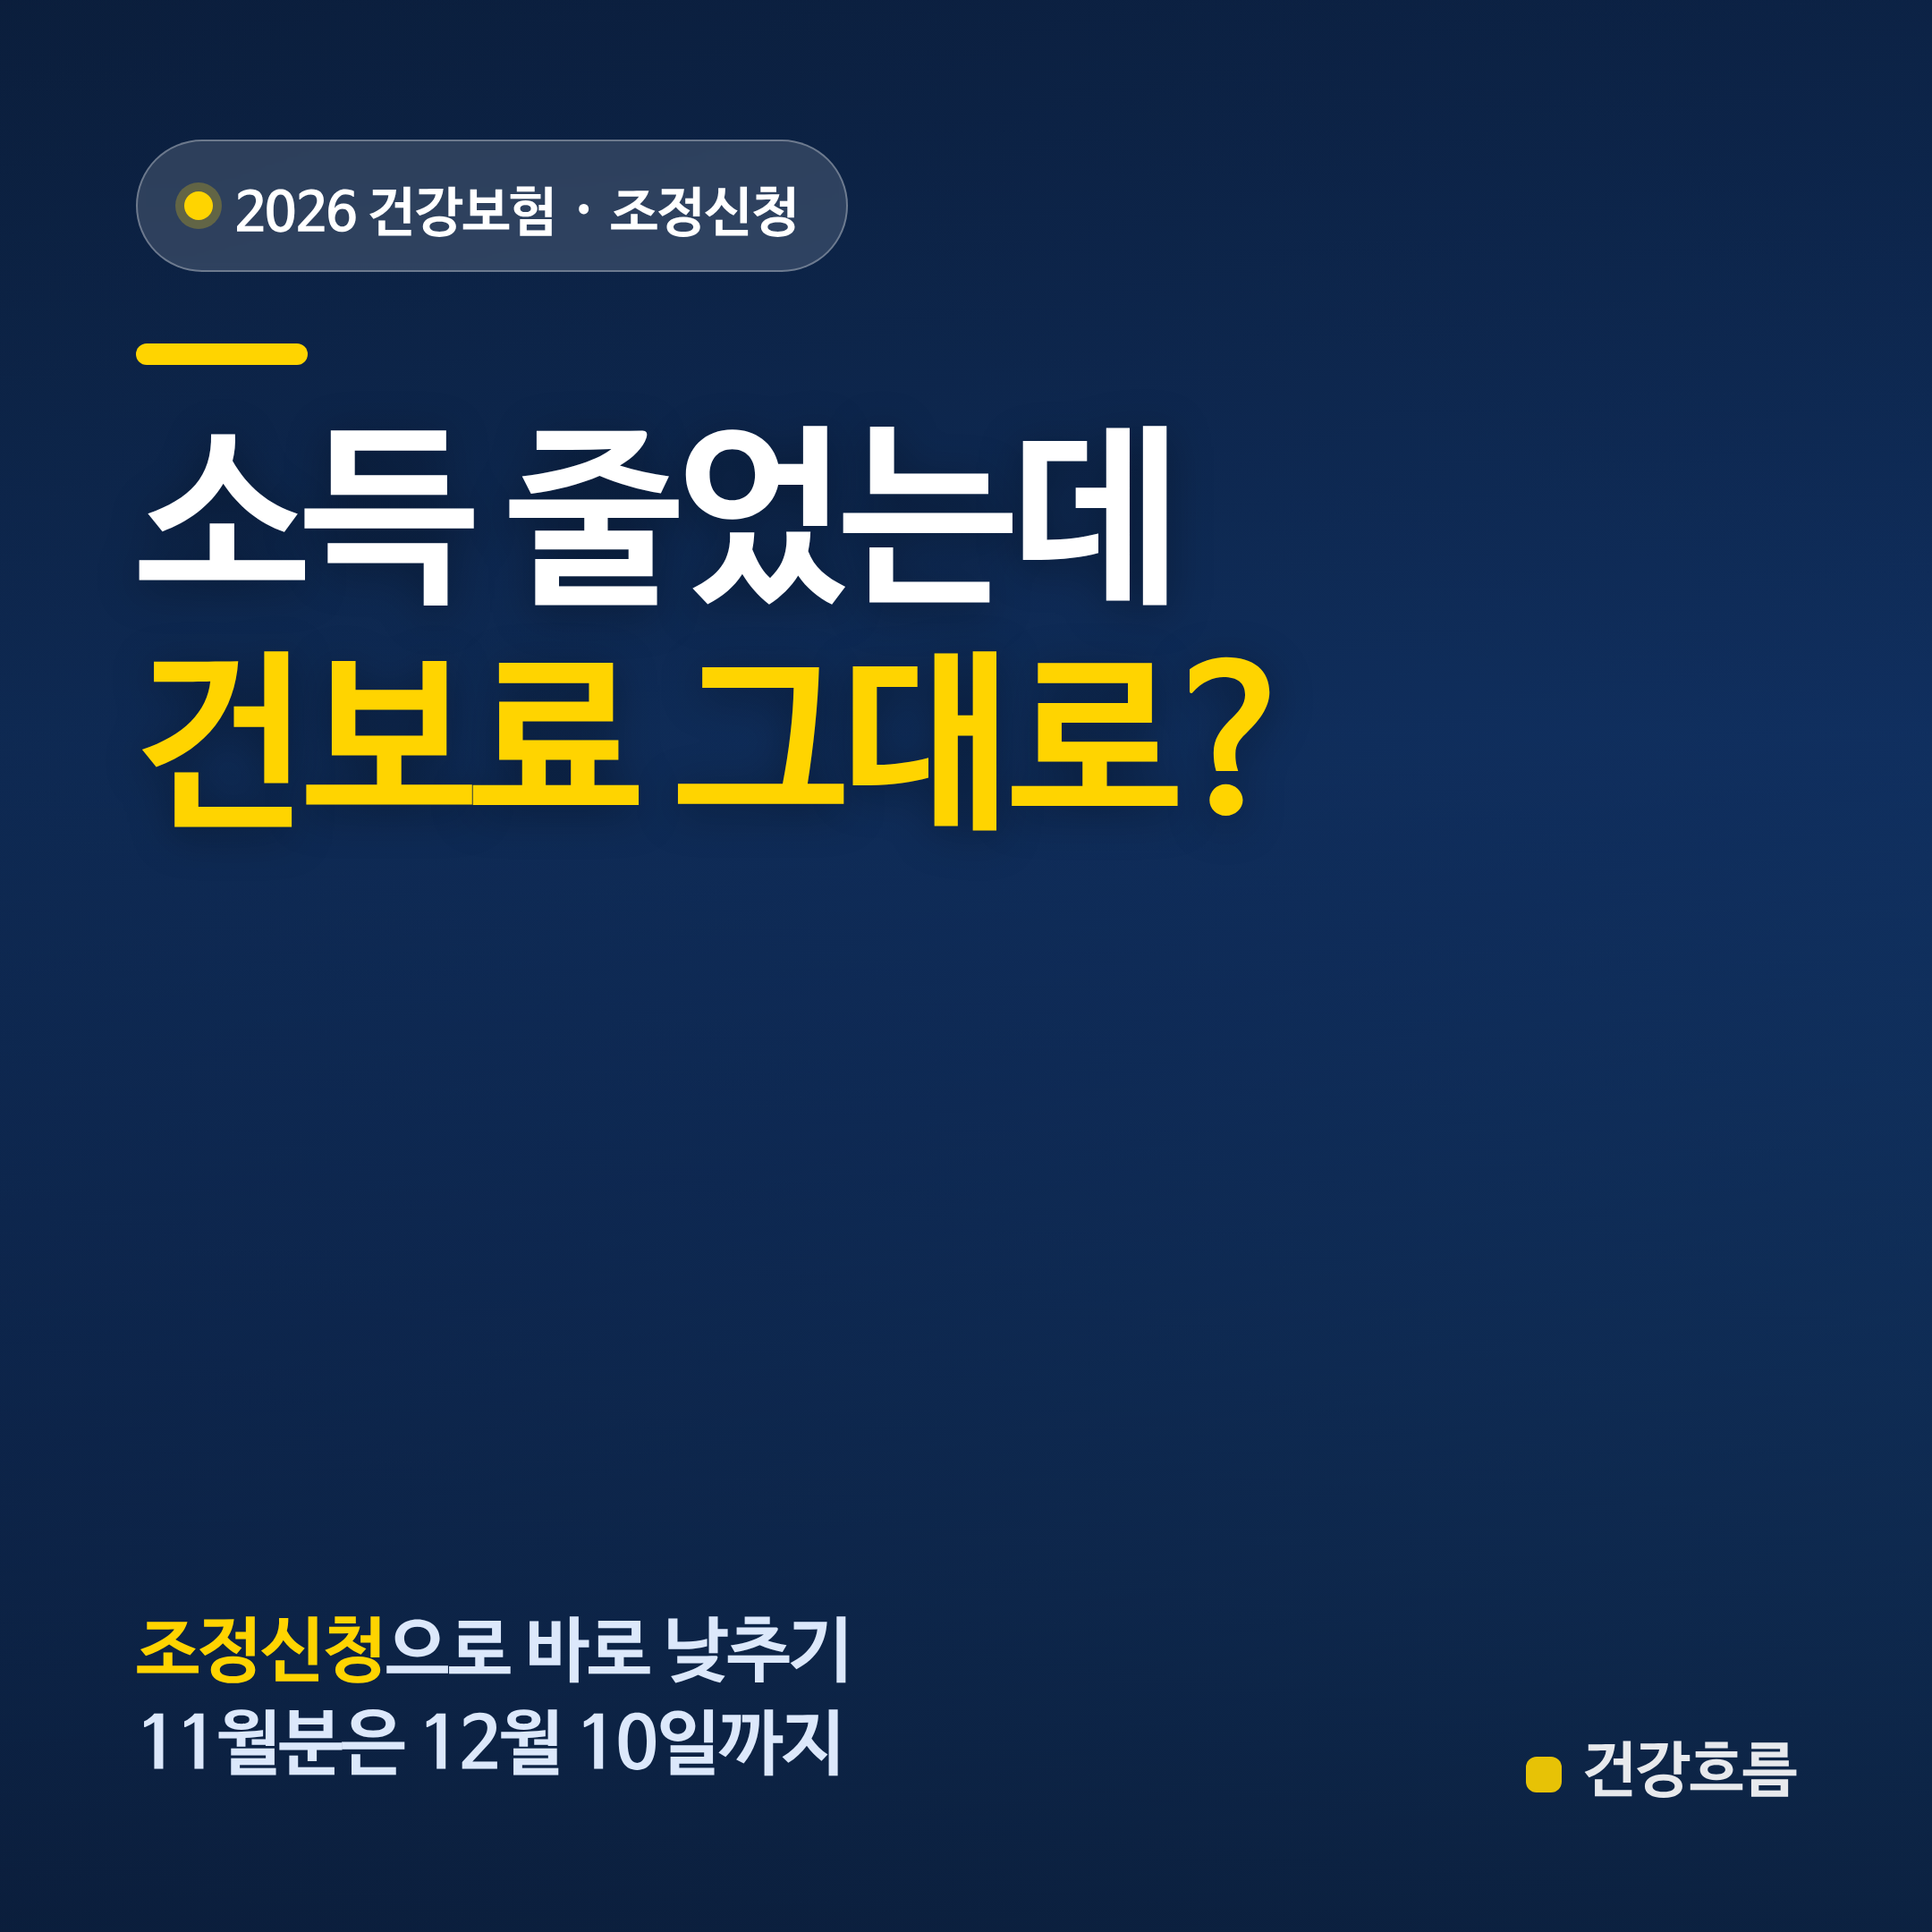 2026 건강보험 · 조정신청
소득 줄었는데
건보료 그대로?
조정신청으로 바로 낮추기
11월분은 12월 10일까지
건강흐름